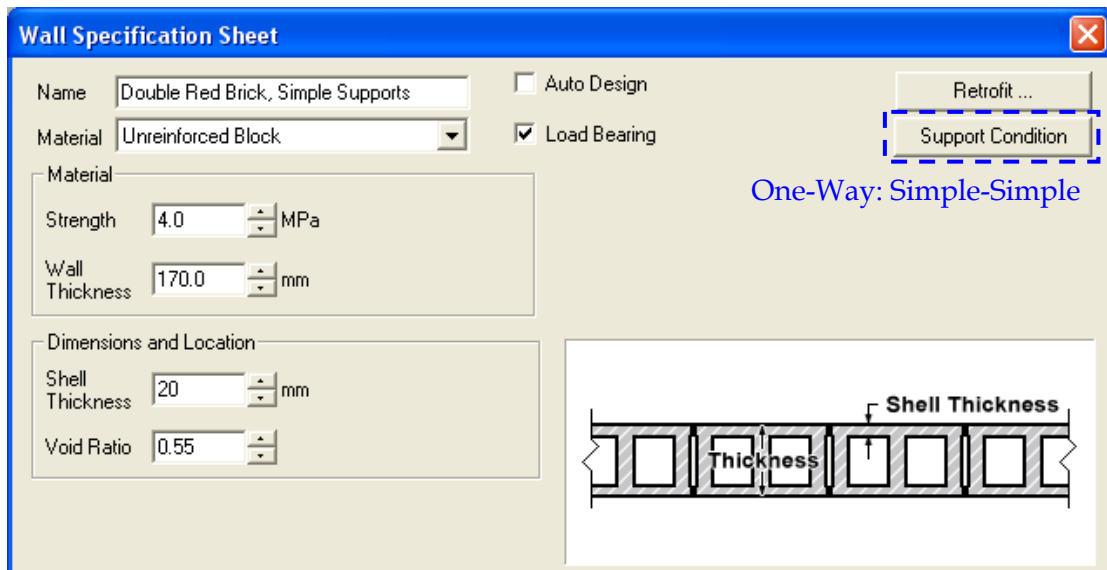 Wall Specification Sheet
Name Double Red Brick, Simple Supports
Auto Design
Retrofit ...
Material Unreinforced Block
Load Bearing
Support Condition
One-Way: Simple-Simple
Material
Strength 4.0 MPa
Wall
Thickness 170.0 mm
Dimensions and Location
Shell
Thickness 20 mm
Void Ratio 0.55
Shell Thickness
Thickness